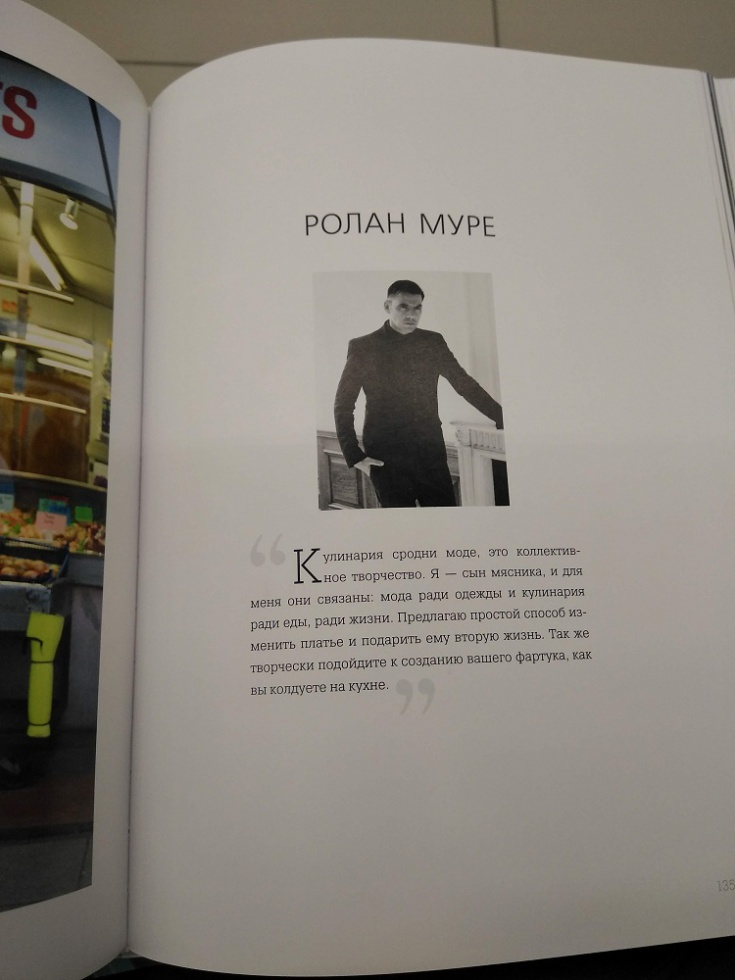 TS
РОЛАН МУРЕ
“ Кулинария сродни моде, это коллектив-
ное творчество. Я — сын мясника, и для
меня они связаны: мода ради одежды и кулинария
ради еды, ради жизни. Предлагаю простой способ из-
менить платье и подарить ему вторую жизнь. Так же
творчески подойдите к созданию вашего фартука, как
вы колдуете на кухне. ”
135